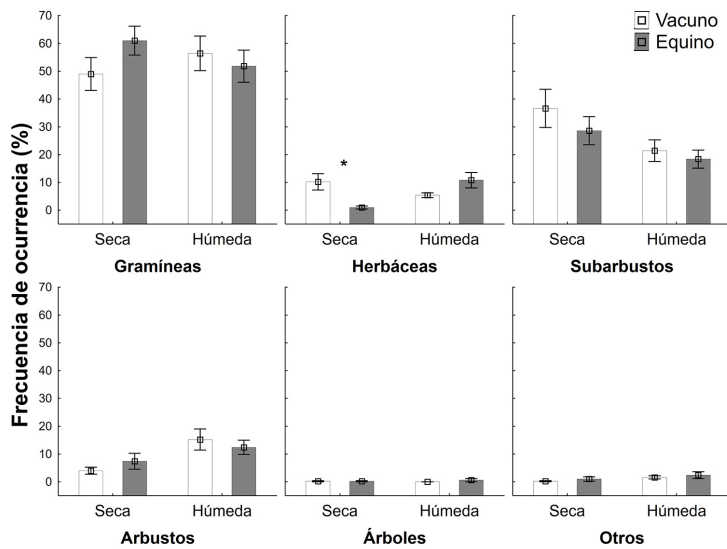 Vacuno
Equino
Frecuencia de ocurrencia (%)
70
60
50
40
30
20
10
0
*
Seca Húmeda Seca Húmeda Seca Húmeda
Gramíneas Herbáceas Subarbustos
70
60
50
40
30
20
10
0
Seca Húmeda Seca Húmeda Seca Húmeda
Arbustos Árboles Otros